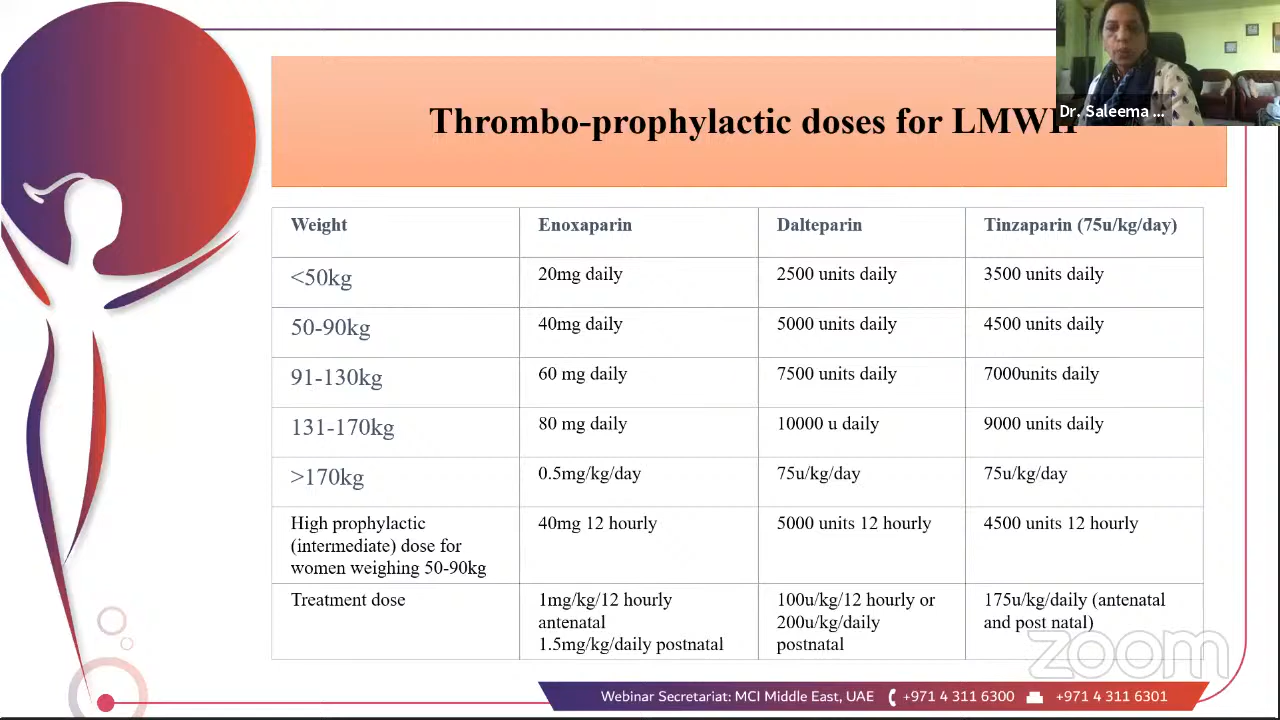 Dr. Saleema ...
Thrombo-prophylactic doses for LMWH
Weight
Enoxaparin
Dalteparin
Tinzaparin (75u/kg/day)
<50kg
20mg daily
2500 units daily
3500 units daily
50-90kg
40mg daily
5000 units daily
4500 units daily
91-130kg
60 mg daily
7500 units daily
7000units daily
131-170kg
80 mg daily
10000 u daily
9000 units daily
>170kg
0.5mg/kg/day
75u/kg/day
75u/kg/day
High prophylactic
(intermediate) dose for
women weighing 50-90kg
40mg 12 hourly
5000 units 12 hourly
4500 units 12 hourly
Treatment dose
1mg/kg/12 hourly
antenatal
1.5mg/kg/daily postnatal
100u/kg/12 hourly or
200u/kg/daily
postnatal
175u/kg/daily (antenatal
and post natal)
zoom
Webinar Secretariat: MCI Middle East, UAE +971 4 311 6300 +971 4 311 6301